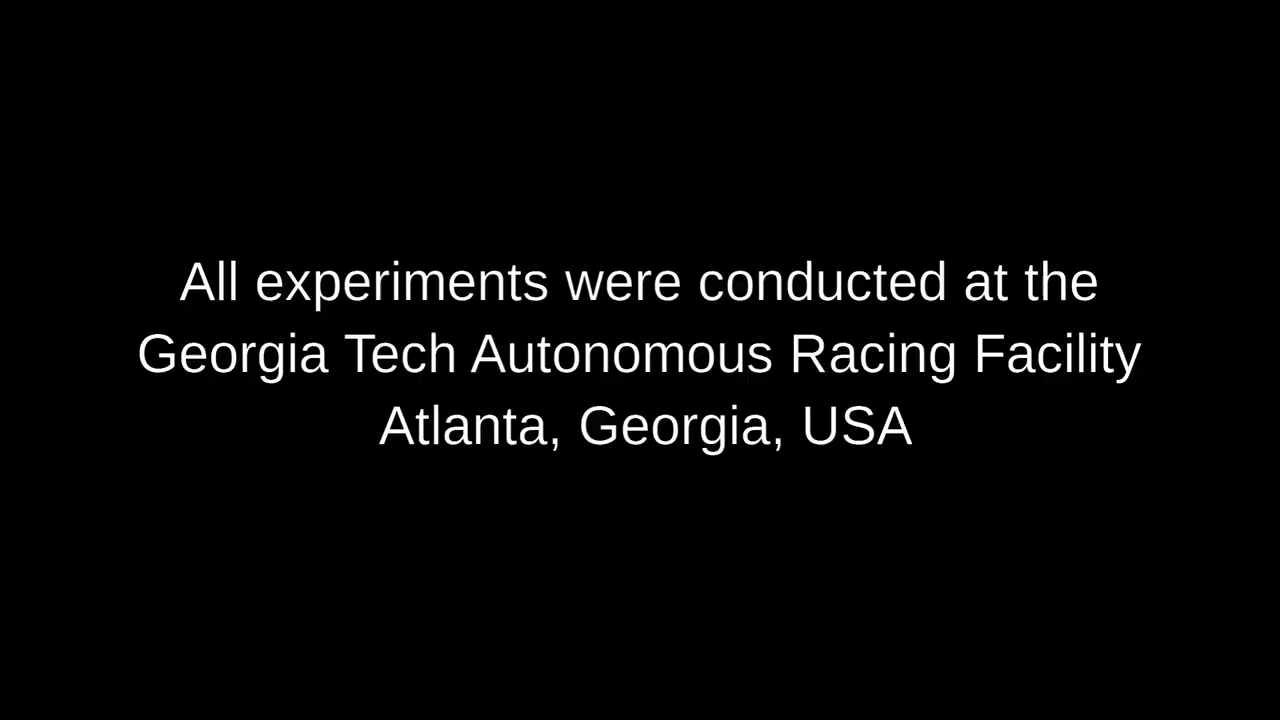 All experiments were conducted at the
Georgia Tech Autonomous Racing Facility
Atlanta, Georgia, USA